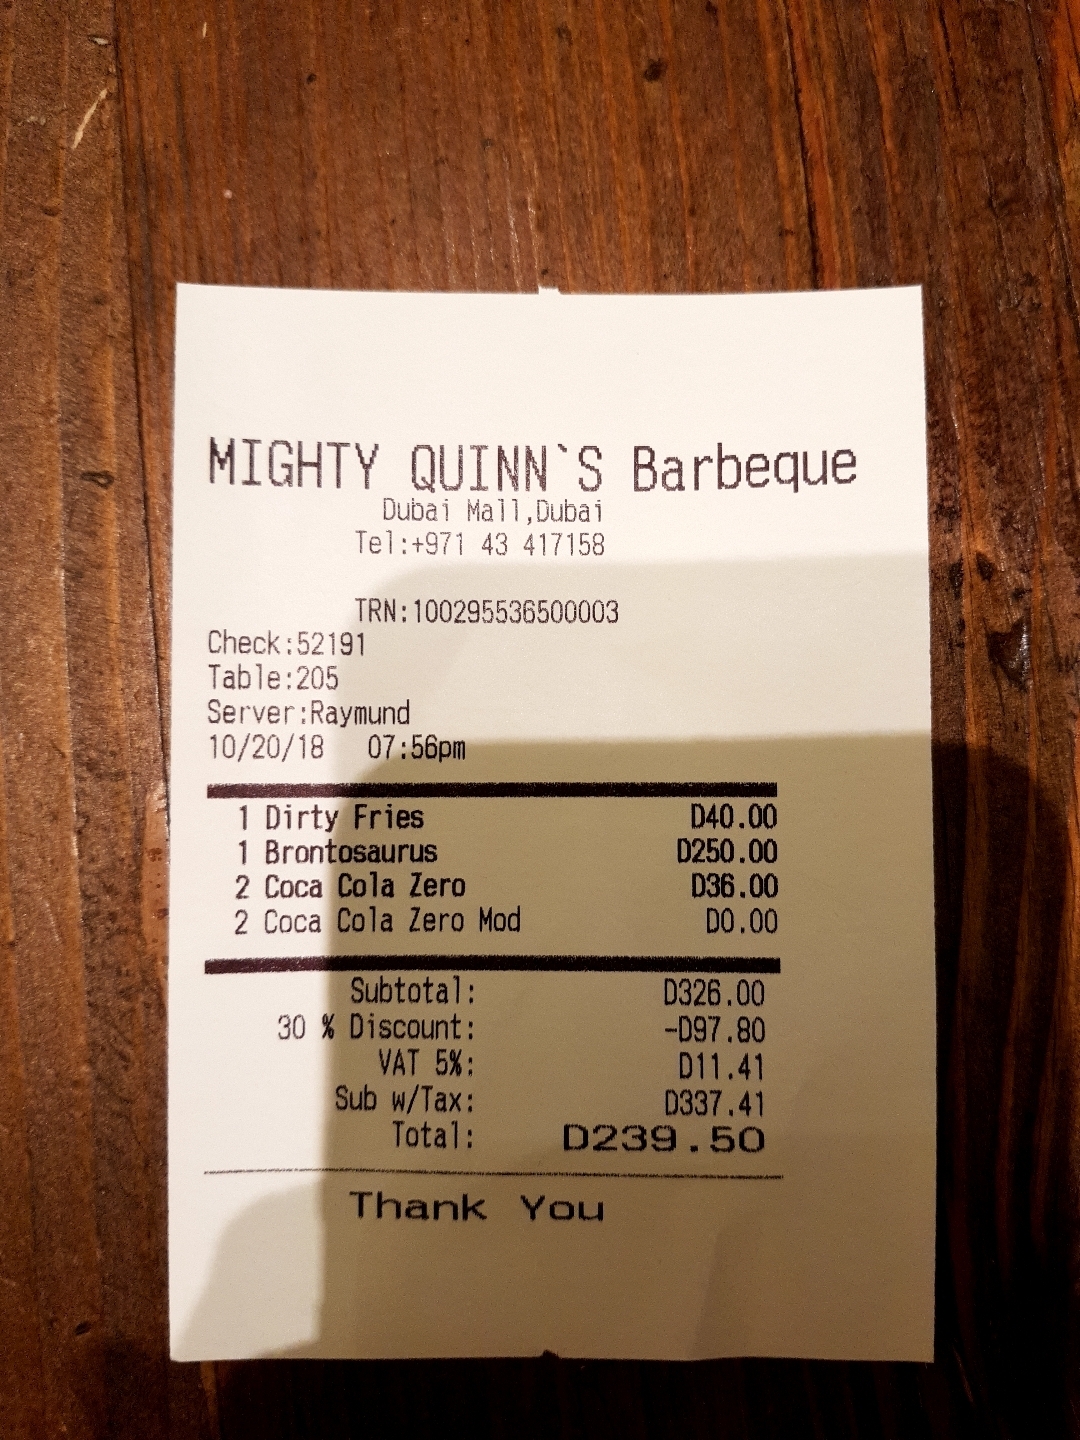 MIGHTY QUINN`S Barbeque
Dubai Mall,Dubai
Tel:+971 43 417158
TRN:100295536500003
Check:52191
Table:205
Server:Raymund
10/20/18 07:56pm
1 Dirty Fries D40.00
1 Brontosaurus D250.00
2 Coca Cola Zero D36.00
2 Coca Cola Zero Mod D0.00
Subtotal: D326.00
30 % Discount: -D97.80
VAT 5%: D11.41
Sub w/Tax: D337.41
Total: D239.50
Thank You